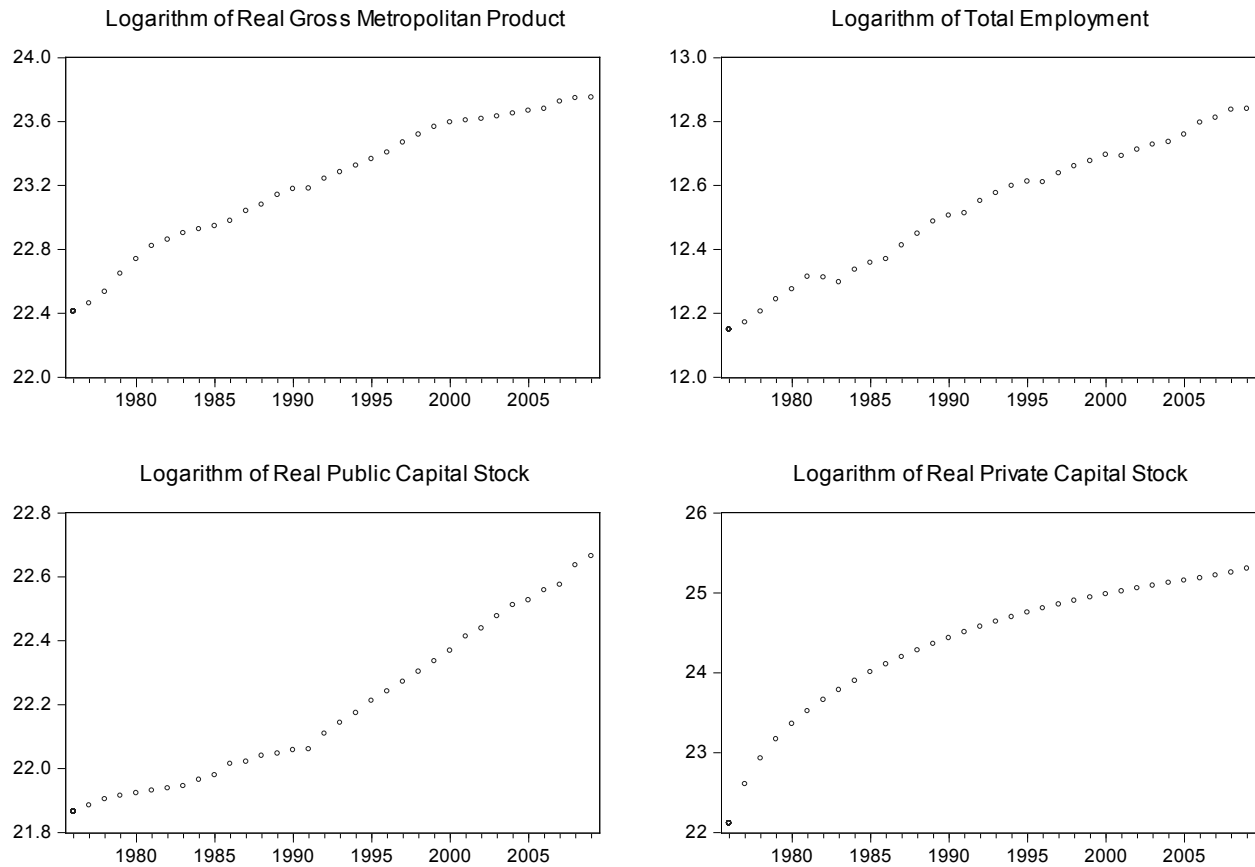 Logarithm of Real Gross Metropolitan Product
24.0
23.6
23.2
22.8
22.4
22.0
1980 1985 1990 1995 2000 2005
Logarithm of Total Employment
13.0
12.8
12.6
12.4
12.2
12.0
1980 1985 1990 1995 2000 2005
Logarithm of Real Public Capital Stock
22.8
22.6
22.4
22.2
22.0
21.8
1980 1985 1990 1995 2000 2005
Logarithm of Real Private Capital Stock
26
25
24
23
22
1980 1985 1990 1995 2000 2005